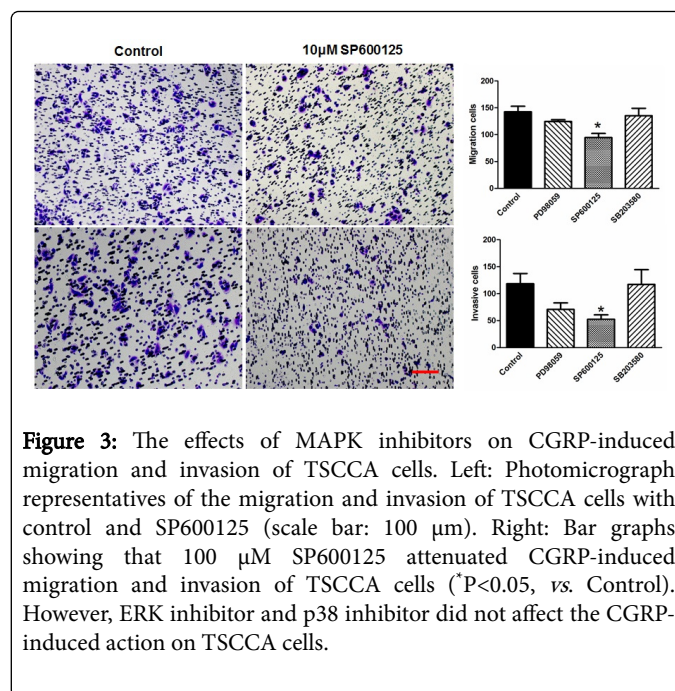 Control
10μM SP600125
150
100
50
0
Migration cells
*
Control
PD98059
SP600125
SB203580
200
150
100
50
0
Invasive cells
*
Control
PD98059
SP600125
SB203580
Figure 3: The effects of MAPK inhibitors on CGRP-induced
migration and invasion of TSCCA cells. Left: Photomicrograph
representatives of the migration and invasion of TSCCA cells with
control and SP600125 (scale bar: 100 μm). Right: Bar graphs
showing that 100 μM SP600125 attenuated CGRP-induced
migration and invasion of TSCCA cells (*P<0.05, vs. Control).
However, ERK inhibitor and p38 inhibitor did not affect the CGRP-
induced action on TSCCA cells.